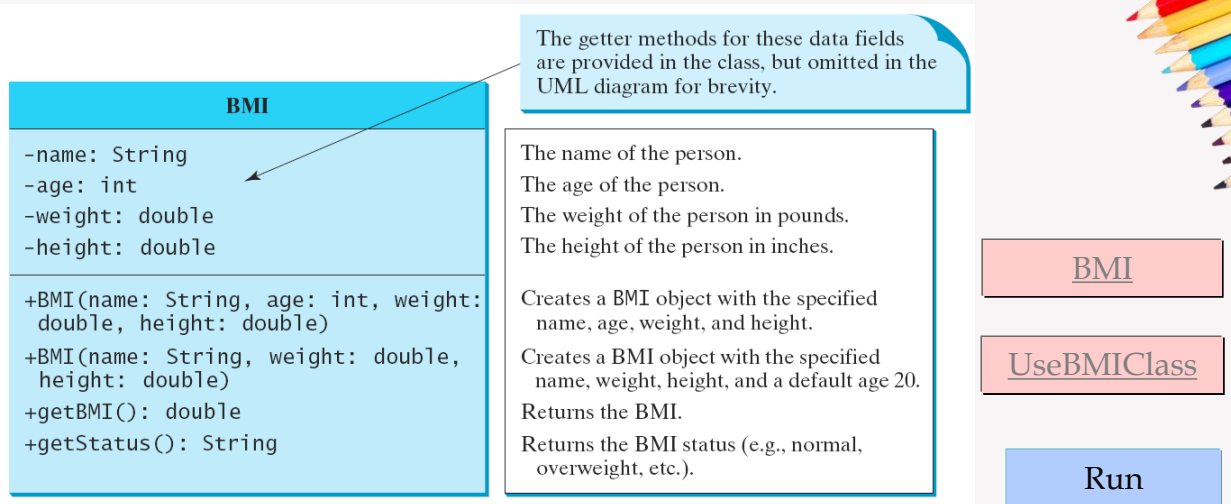 The getter methods for these data fields
are provided in the class, but omitted in the
UML diagram for brevity.
BMI
-name: String
-age: int
-weight: double
-height: double
The name of the person.
The age of the person.
The weight of the person in pounds.
The height of the person in inches.
+BMI(name: String, age: int, weight:
double, height: double)
+BMI(name: String, weight: double,
height: double)
+getBMI(): double
+getStatus(): String
Creates a BMI object with the specified
name, age, weight, and height.
Creates a BMI object with the specified
name, weight, height, and a default age 20.
Returns the BMI.
Returns the BMI status (e.g., normal,
overweight, etc.).
BMI
UseBMIClass
Run